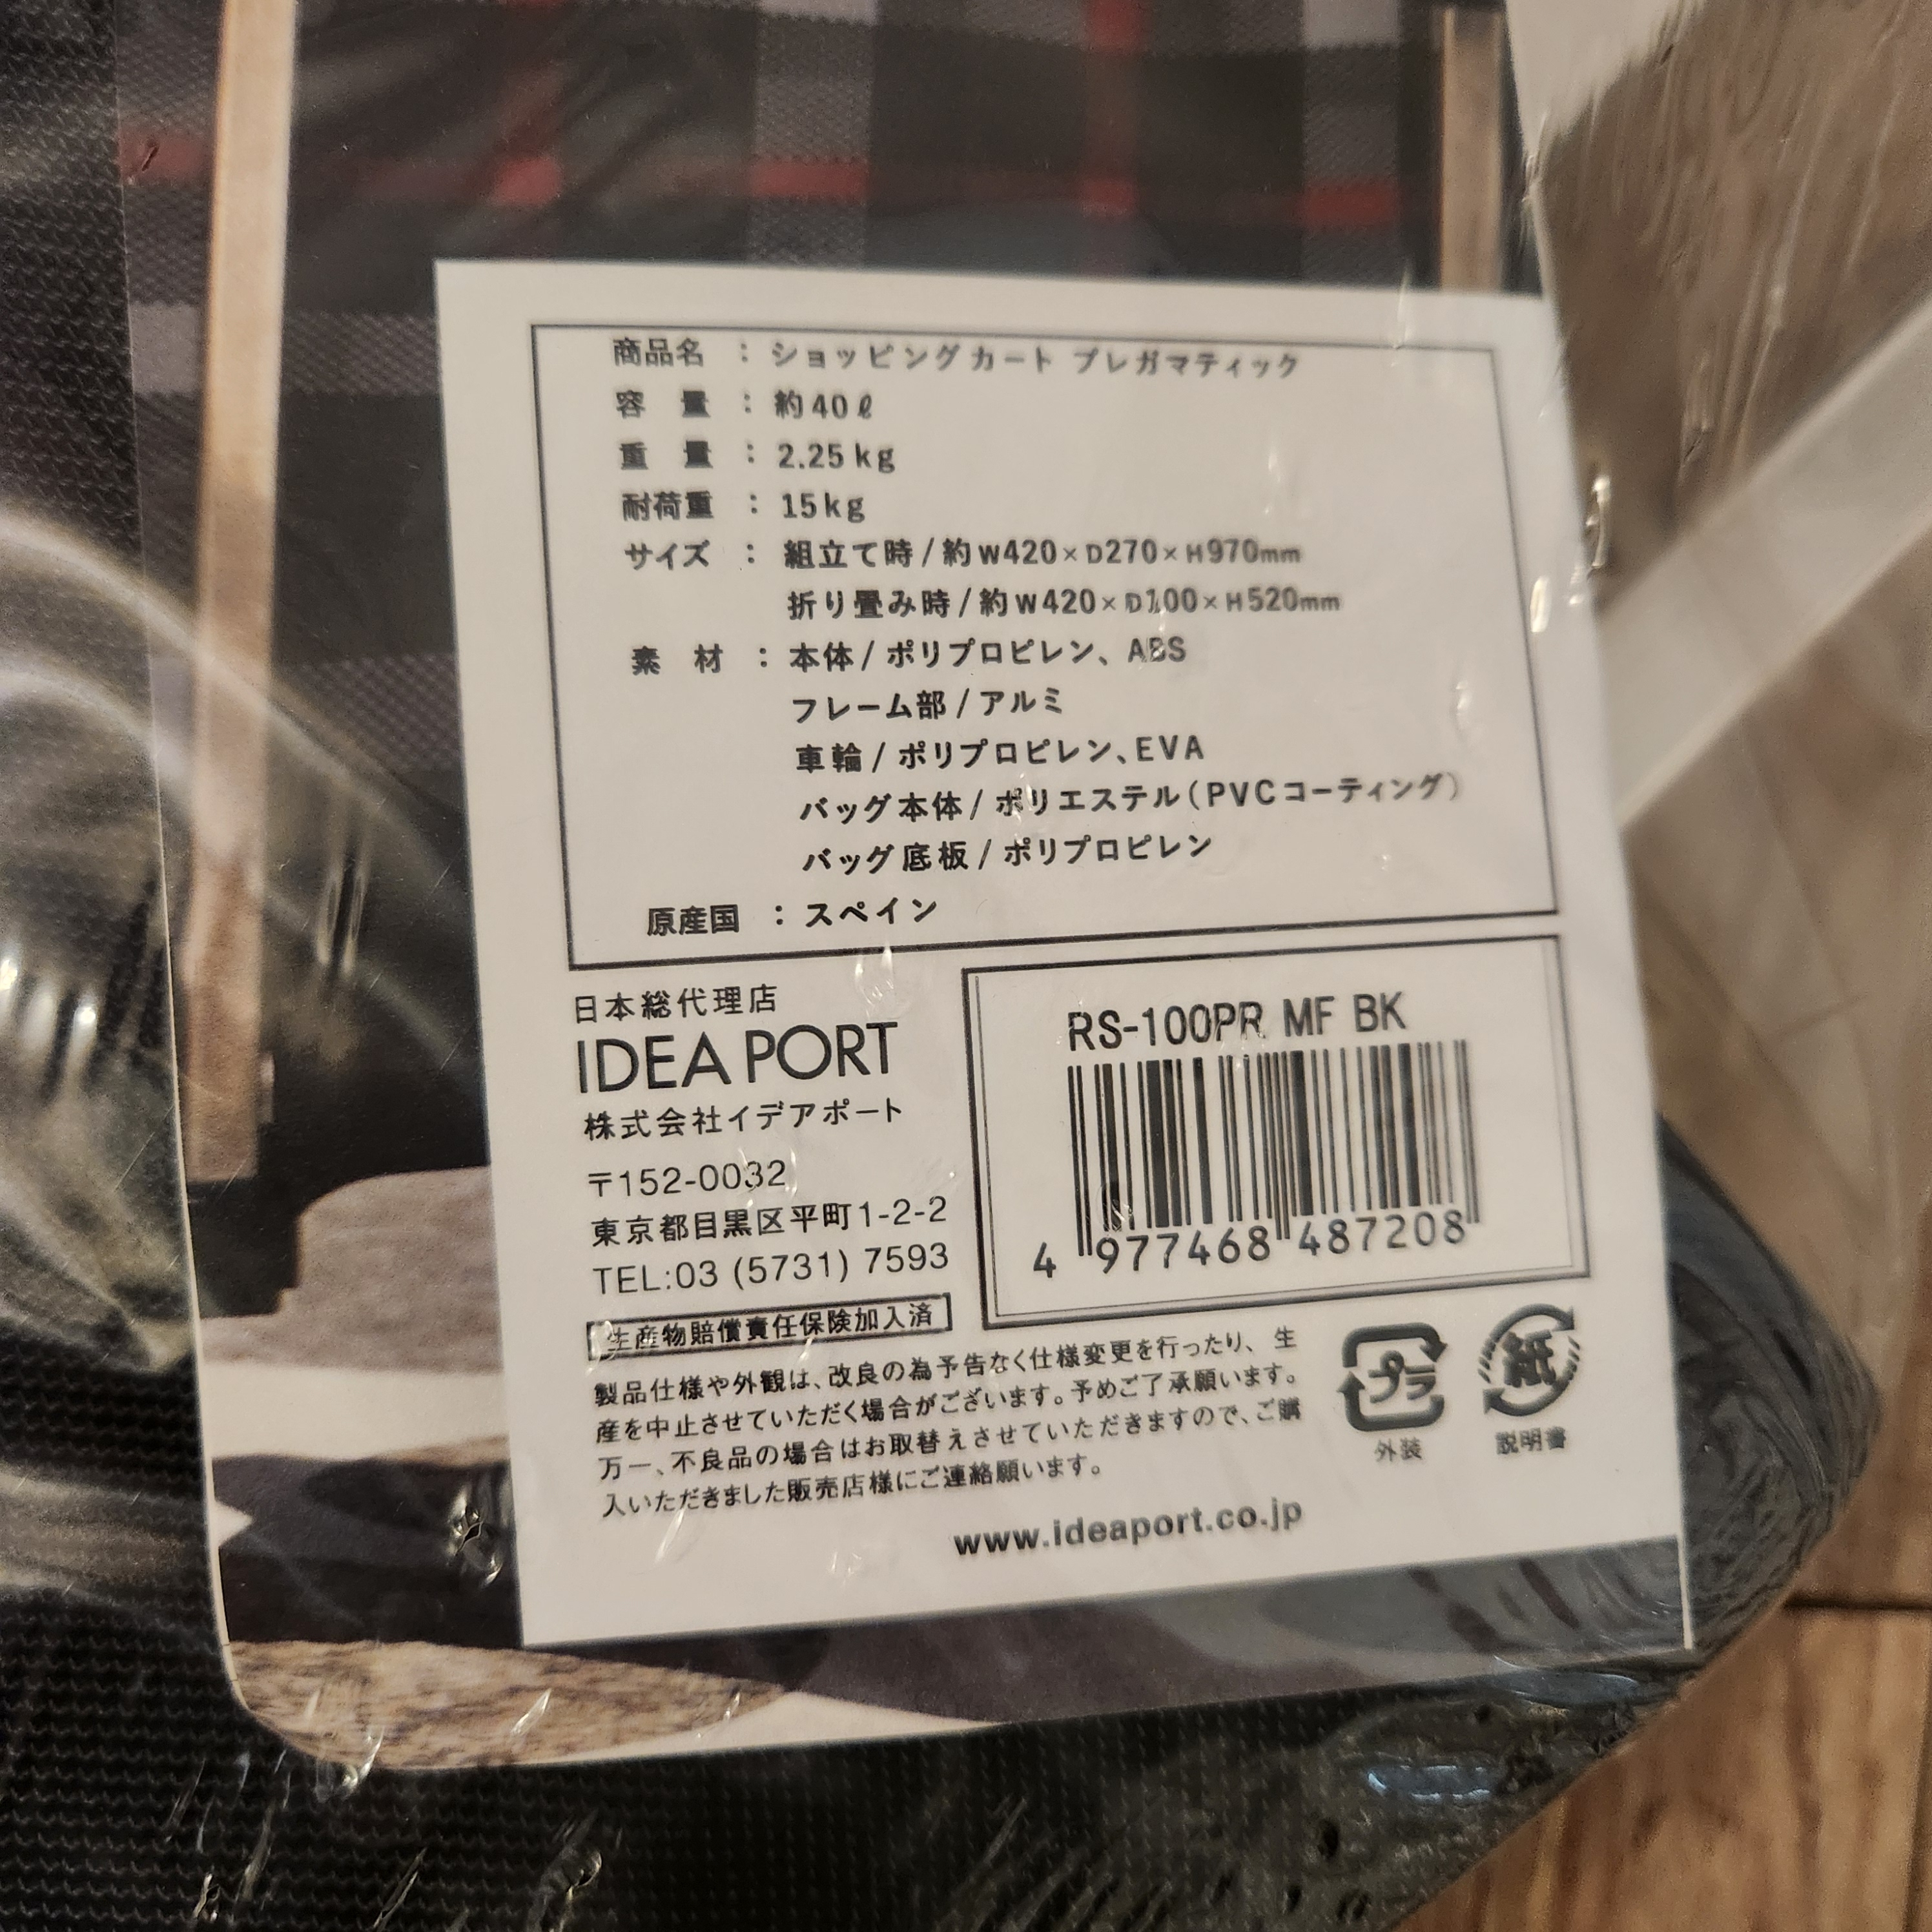 商品名 : ショッピングカート プレガマティック
容 量 : 約40ℓ
重 量 : 2.25kg
耐荷重 : 15kg
サイズ : 組立て時/約W420×D270×H970mm
折り畳み時/約W420×D100×H520mm
素 材 : 本体/ポリプロピレン、ABS
フレーム部/アルミ
車輪/ポリプロピレン、EVA
バッグ本体/ポリエステル(PVCコーティング)
バッグ底板/ポリプロピレン
原産国 : スペイン
日本総代理店
IDEA PORT
株式会社イデアポート
〒152-0032
東京都目黒区平町1-2-2
TEL:03 (5731) 7593
生産物賠償責任保険加入済
RS-100PR MF BK
4 977468 487208
製品仕様や外観は、改良の為予告なく仕様変更を行ったり、生
産を中止させていただく場合がございます。予めご了承願います。
万一、不良品の場合はお取替えさせていただきますので、ご購
入いただきました販売店様にご連絡願います。
プラ
外装
紙
説明書
www.ideaport.co.jp